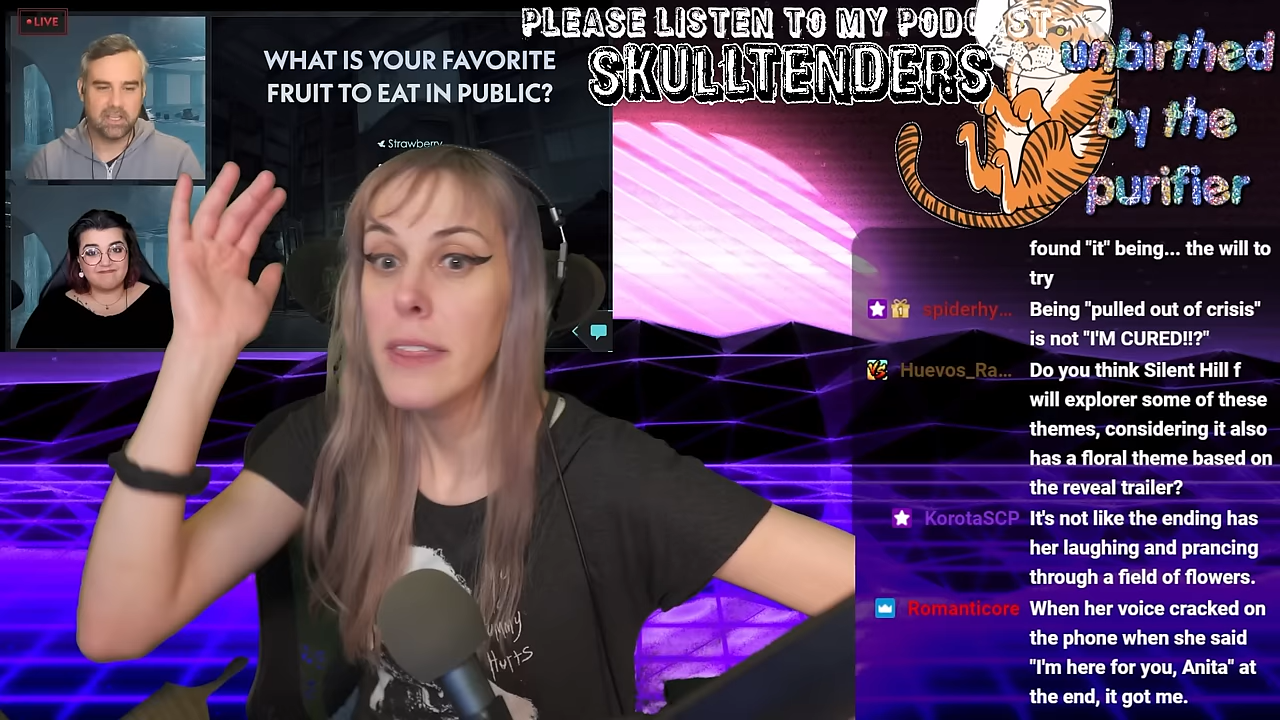 LIVE
WHAT IS YOUR FAVORITE
FRUIT TO EAT IN PUBLIC?
Strawberry
PLEASE LISTEN TO MY PODCAST
SKULLTENDERS
unbirthed
by the
purifier
found "it" being... the will to
try
spiderhy... Being "pulled out of crisis"
is not "I'M CURED!!?"
Huevos_Ra... Do you think Silent Hill f
will explorer some of these
themes, considering it also
has a floral theme based on
the reveal trailer?
KorotaSCP It's not like the ending has
her laughing and prancing
through a field of flowers.
Romanticore When her voice cracked on
the phone when she said
"I'm here for you, Anita" at
the end, it got me.
Hurts